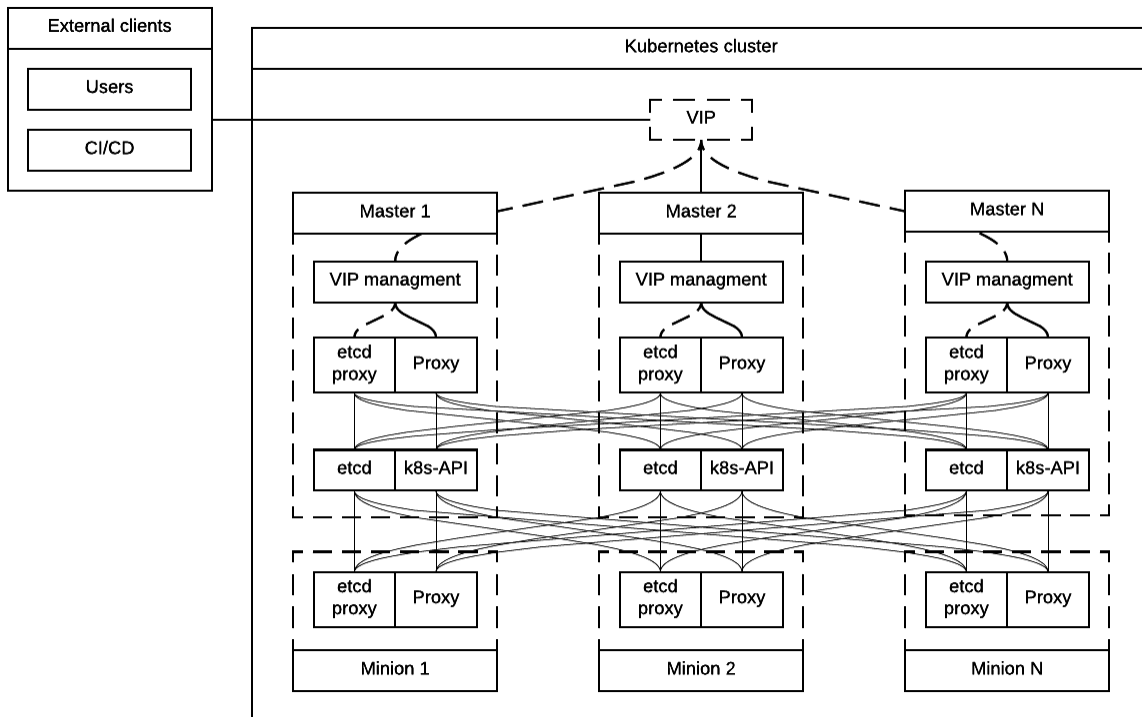 External clients
Kubernetes cluster
Users
CI/CD
VIP
Master 1
Master 2
Master N
VIP managment
VIP managment
VIP managment
etcd
proxy
Proxy
etcd
proxy
Proxy
etcd
proxy
Proxy
etcd
k8s-API
etcd
k8s-API
etcd
k8s-API
etcd
proxy
Proxy
etcd
proxy
Proxy
etcd
proxy
Proxy
Minion 1
Minion 2
Minion N